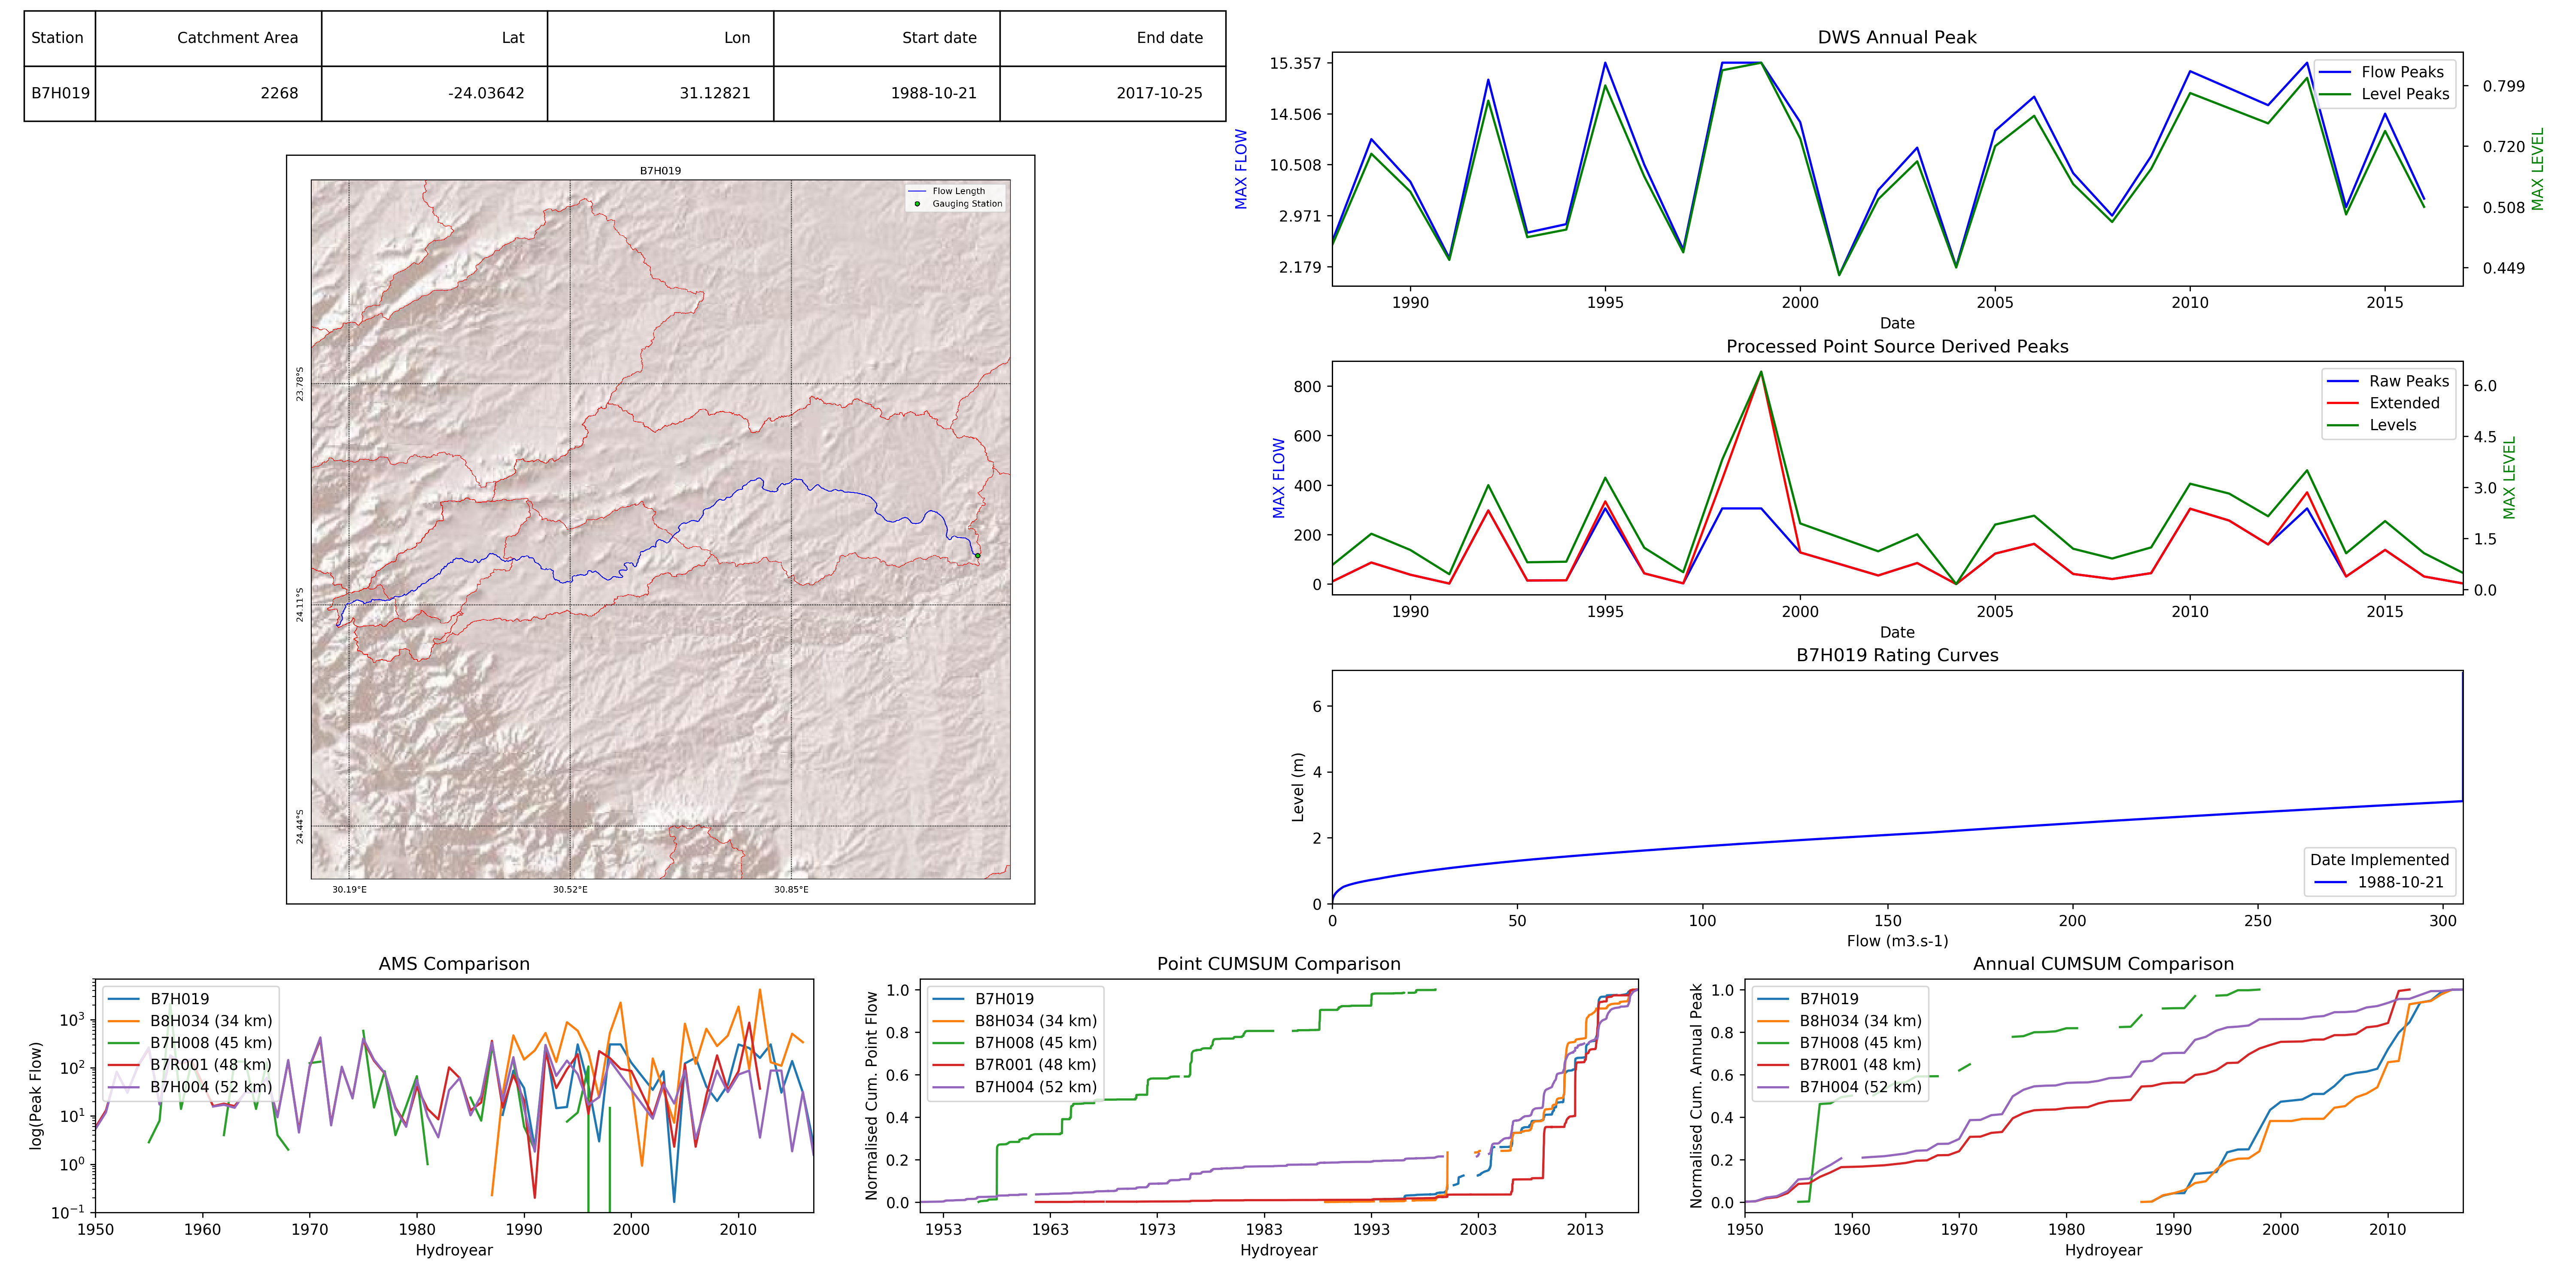 Station Catchment Area Lat Lon Start date End date
B7H019 2268 -24.03642 31.12821 1988-10-21 2017-10-25
B7H019
Flow Length
Gauging Station
23.78°S
24.11°S
24.44°S
30.19°E 30.52°E 30.85°E
DWS Annual Peak
MAX FLOW
15.357
14.506
10.508
2.971
2.179
Flow Peaks
Level Peaks
0.799
0.720
0.508
0.449
MAX LEVEL
1990 1995 2000 2005 2010 2015
Date
Processed Point Source Derived Peaks
MAX FLOW
800
600
400
200
0
Raw Peaks
Extended
Levels
6.0
4.5
3.0
1.5
0.0
MAX LEVEL
1990 1995 2000 2005 2010 2015
Date
B7H019 Rating Curves
Level (m)
6
4
2
0
Date Implemented
1988-10-21
0 50 100 150 200 250 300
Flow (m3.s-1)
AMS Comparison
log(Peak Flow)
10³
10²
10¹
10⁰
10⁻¹
B7H019
B8H034 (34 km)
B7H008 (45 km)
B7R001 (48 km)
B7H004 (52 km)
1950 1960 1970 1980 1990 2000 2010
Hydroyear
Point CUMSUM Comparison
Normalised Cum. Point Flow
1.0
0.8
0.6
0.4
0.2
0.0
B7H019
B8H034 (34 km)
B7H008 (45 km)
B7R001 (48 km)
B7H004 (52 km)
1953 1963 1973 1983 1993 2003 2013
Hydroyear
Annual CUMSUM Comparison
Normalised Cum. Annual Peak
1.0
0.8
0.6
0.4
0.2
0.0
B7H019
B8H034 (34 km)
B7H008 (45 km)
B7R001 (48 km)
B7H004 (52 km)
1950 1960 1970 1980 1990 2000 2010
Hydroyear